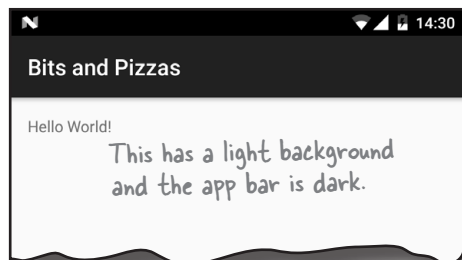 14:30
Bits and Pizzas
Hello World!
This has a light background
and the app bar is dark.